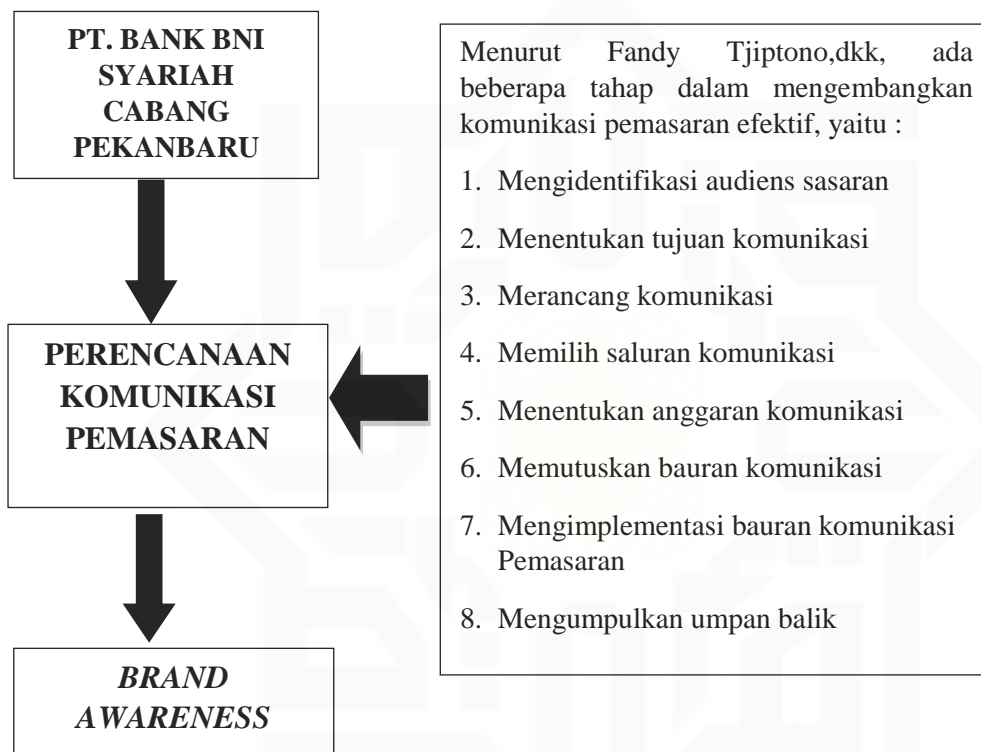 PT. BANK BNI
SYARIAH
CABANG
PEKANBARU
PERENCANAAN
KOMUNIKASI
PEMASARAN
BRAND
AWARENESS
Menurut Fandy Tjiptono,dkk, ada
beberapa tahap dalam mengembangkan
komunikasi pemasaran efektif, yaitu :
1. Mengidentifikasi audiens sasaran
2. Menentukan tujuan komunikasi
3. Merancang komunikasi
4. Memilih saluran komunikasi
5. Menentukan anggaran komunikasi
6. Memutuskan bauran komunikasi
7. Mengimplementasi bauran komunikasi
Pemasaran
8. Mengumpulkan umpan balik